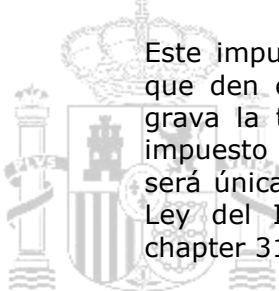 Este impu
que den
grava la
impuesto
será única
Ley del
chapter 31